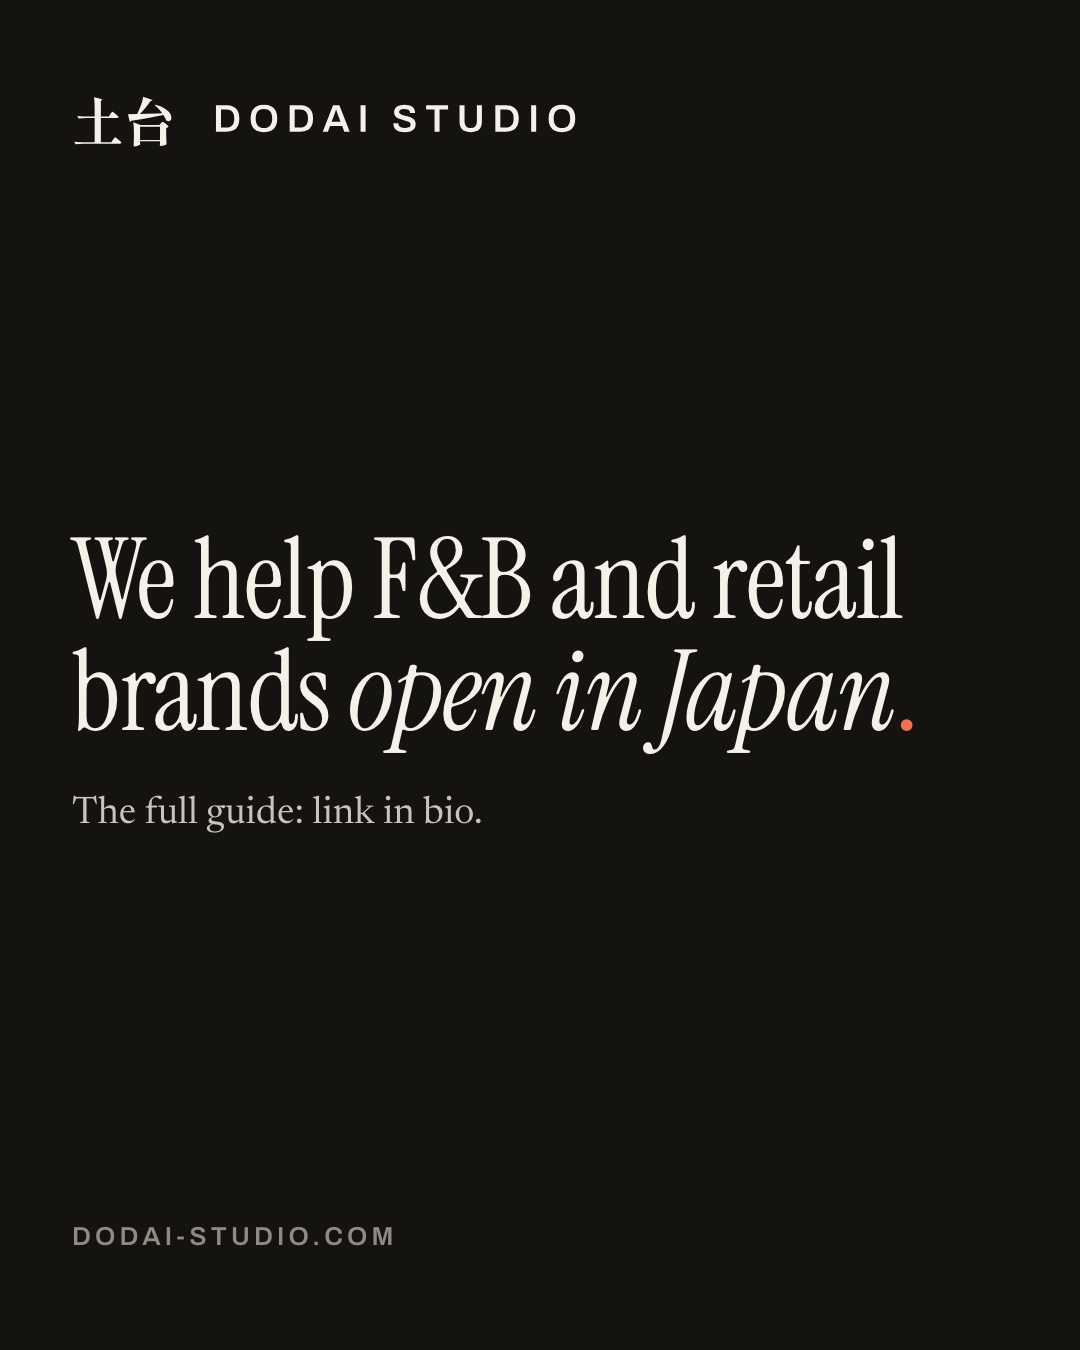 土台 DODAI STUDIO
We help F&B and retail
brands open in Japan.
The full guide: link in bio.
DODAI-STUDIO.COM